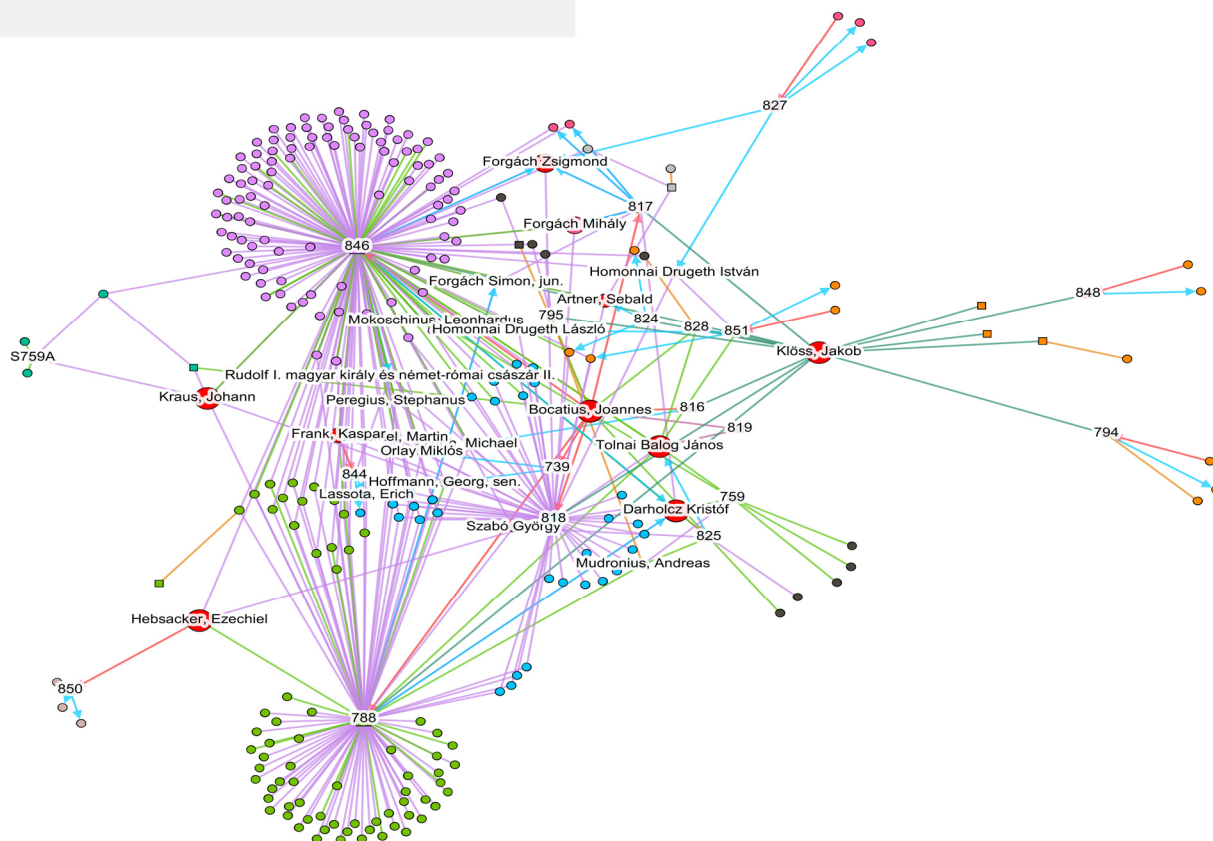 827
Forgách Zsigmond
817
Forgách Mihály
846
Homonnai Drugeth István
Forgách Simon, jun.
848
Artner, Sebald
795
Mokoschinus, Leonhardus
824
Homonnai Drugeth László
828
851
S759A
Klöss, Jakob
Rudolf I. magyar király és német-római császár II.
Kraus, Johann
Peregius, Stephanus
Bocatius, Joannes
816
819
794
Frank, Kaspar
el, Martin
Michael
Tolnai Balog János
Orlay Miklós
739
844
Hoffmann, Georg, sen.
Lassota, Erich
759
Darholcz Kristóf
818
Szabó György
825
Mudronius, Andreas
Hebsacker, Ezechiel
850
788